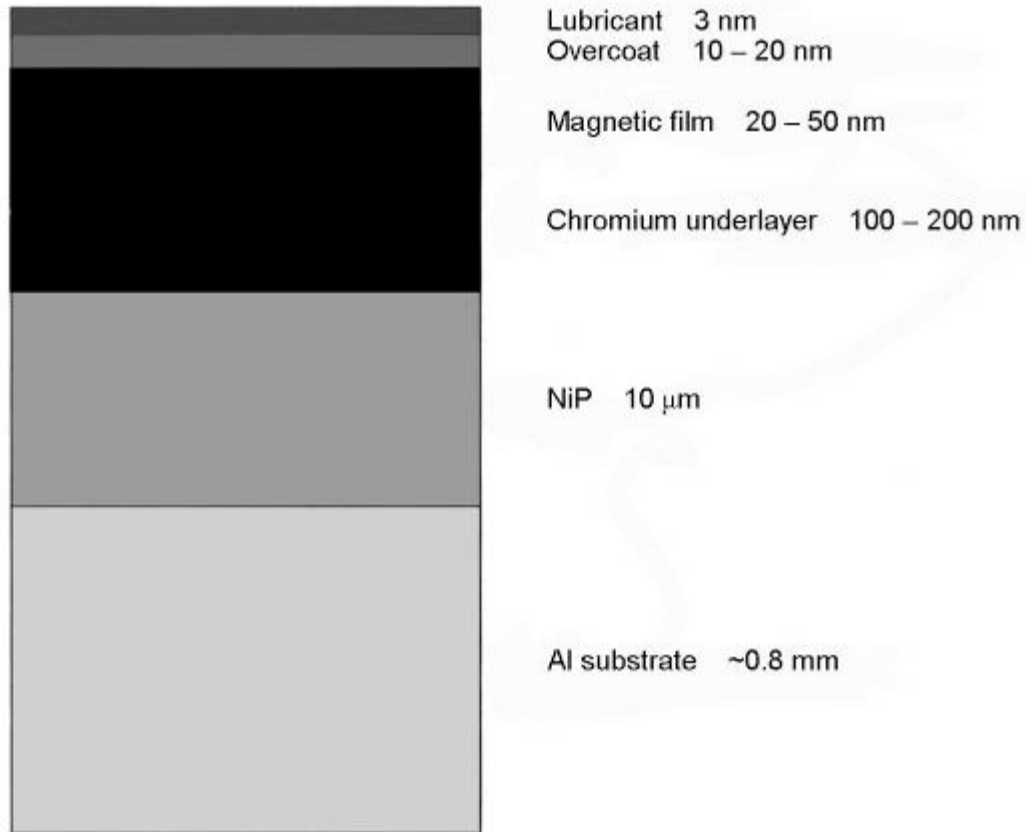 Lubricant 3 nm
Overcoat 10 – 20 nm
Magnetic film 20 – 50 nm
Chromium underlayer 100 – 200 nm
NiP 10 μm
Al substrate ~0.8 mm